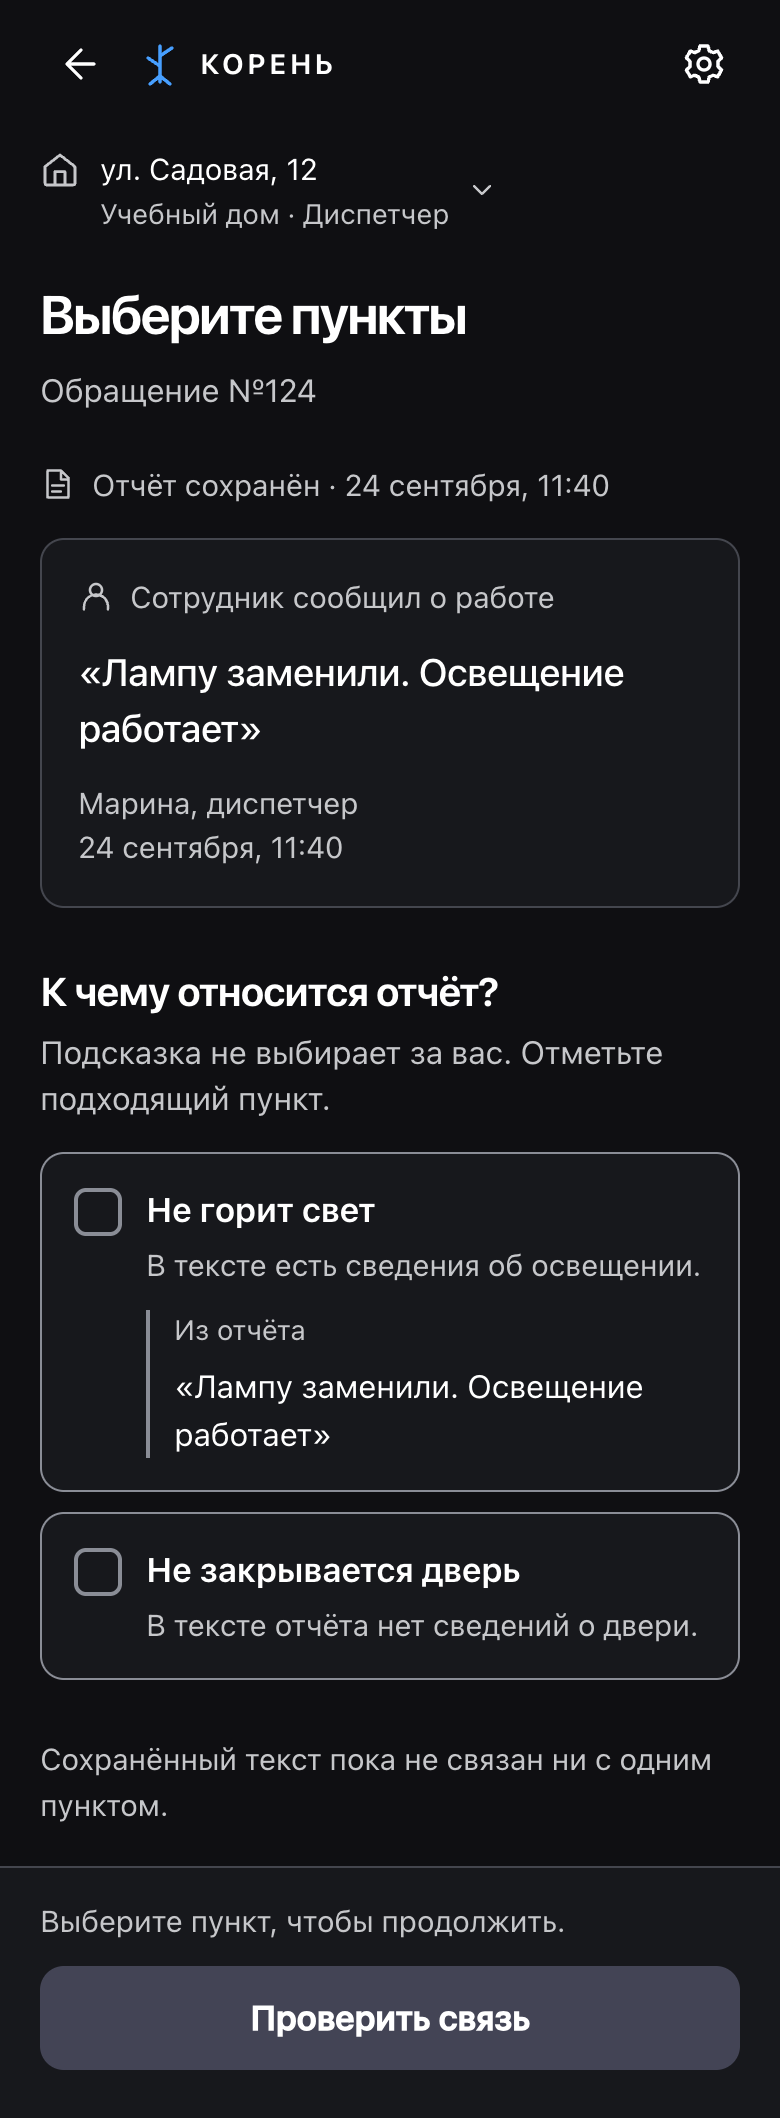 КОРЕНЬ
ул. Садовая, 12
Учебный дом · Диспетчер
Выберите пункты
Обращение №124
Отчёт сохранён · 24 сентября, 11:40
Сотрудник сообщил о работе
«Лампу заменили. Освещение
работает»
Марина, диспетчер
24 сентября, 11:40
К чему относится отчёт?
Подсказка не выбирает за вас. Отметьте
подходящий пункт.
Не горит свет
В тексте есть сведения об освещении.
Из отчёта
«Лампу заменили. Освещение
работает»
Не закрывается дверь
В тексте отчёта нет сведений о двери.
Сохранённый текст пока не связан ни с одним
пунктом.
Выберите пункт, чтобы продолжить.
Проверить связь